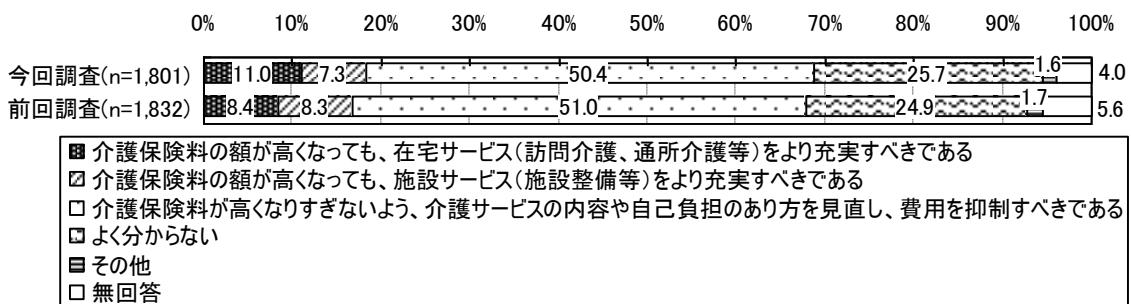 0% 10% 20% 30% 40% 50% 60% 70% 80% 90% 100%
今回調査(n=1,801) 11.0 7.3 50.4 25.7 1.6 4.0
前回調査(n=1,832) 8.4 8.3 51.0 24.9 1.7 5.6
介護保険料の額が高くなっても、在宅サービス(訪問介護、通所介護等)をより充実すべきである
介護保険料の額が高くなっても、施設サービス(施設整備等)をより充実すべきである
介護保険料が高くなりすぎないよう、介護サービスの内容や自己負担のあり方を見直し、費用を抑制すべきである
よく分からない
その他
無回答